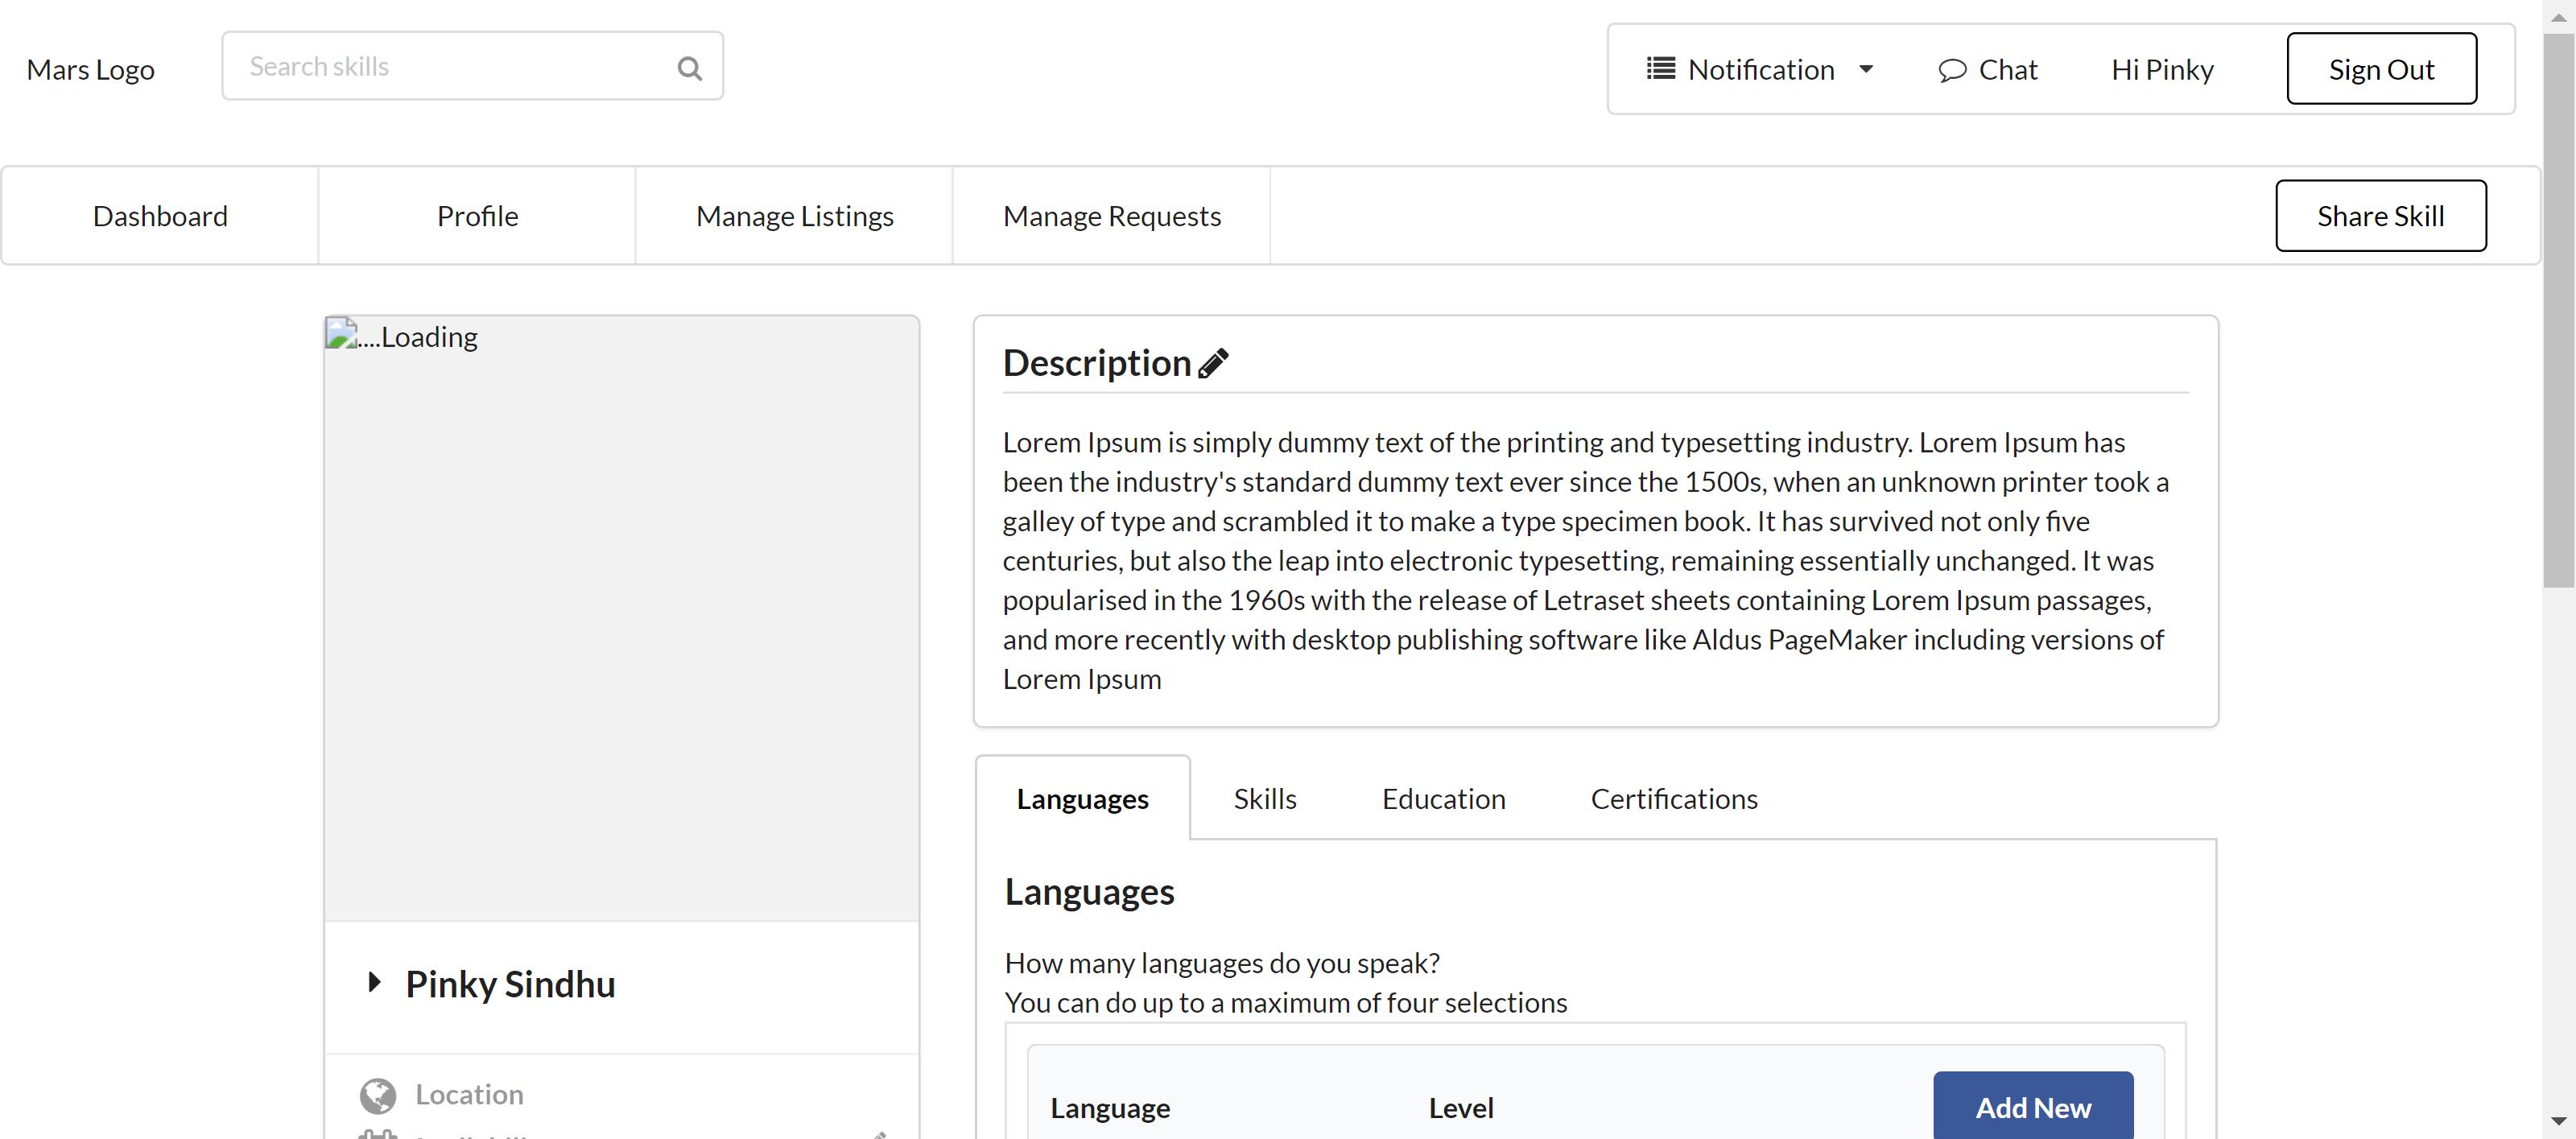 Mars Logo
Search skills
Notification
Chat
Hi Pinky
Sign Out
Dashboard
Profile
Manage Listings
Manage Requests
Share Skill
....Loading
Pinky Sindhu
Location
Description
Lorem Ipsum is simply dummy text of the printing and typesetting industry. Lorem Ipsum has
been the industry's standard dummy text ever since the 1500s, when an unknown printer took a
galley of type and scrambled it to make a type specimen book. It has survived not only five
centuries, but also the leap into electronic typesetting, remaining essentially unchanged. It was
popularised in the 1960s with the release of Letraset sheets containing Lorem Ipsum passages,
and more recently with desktop publishing software like Aldus PageMaker including versions of
Lorem Ipsum
Languages
Skills
Education
Certifications
Languages
How many languages do you speak?
You can do up to a maximum of four selections
Language
Level
Add New